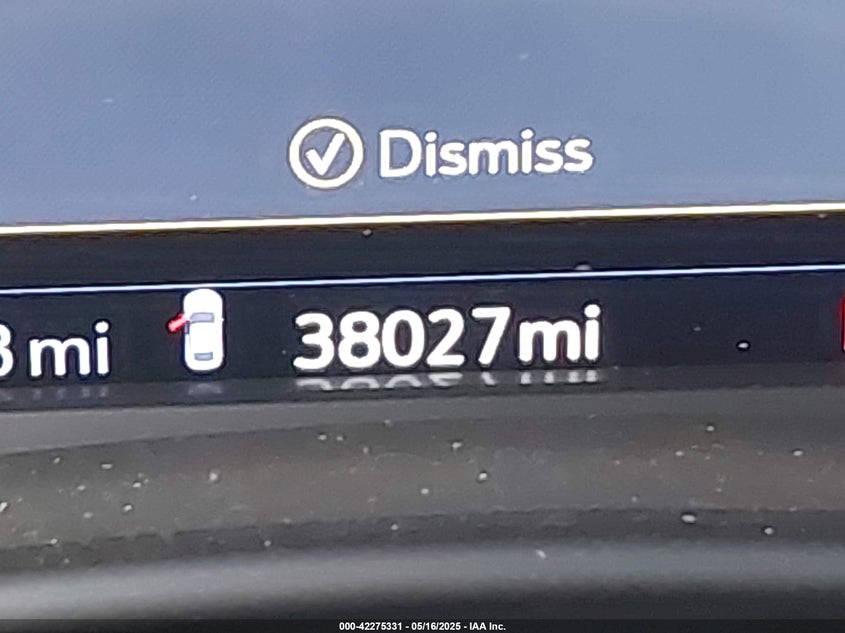 Dismiss
mi 38027mi
000-42275331 - 05/16/2025 - IAA Inc.